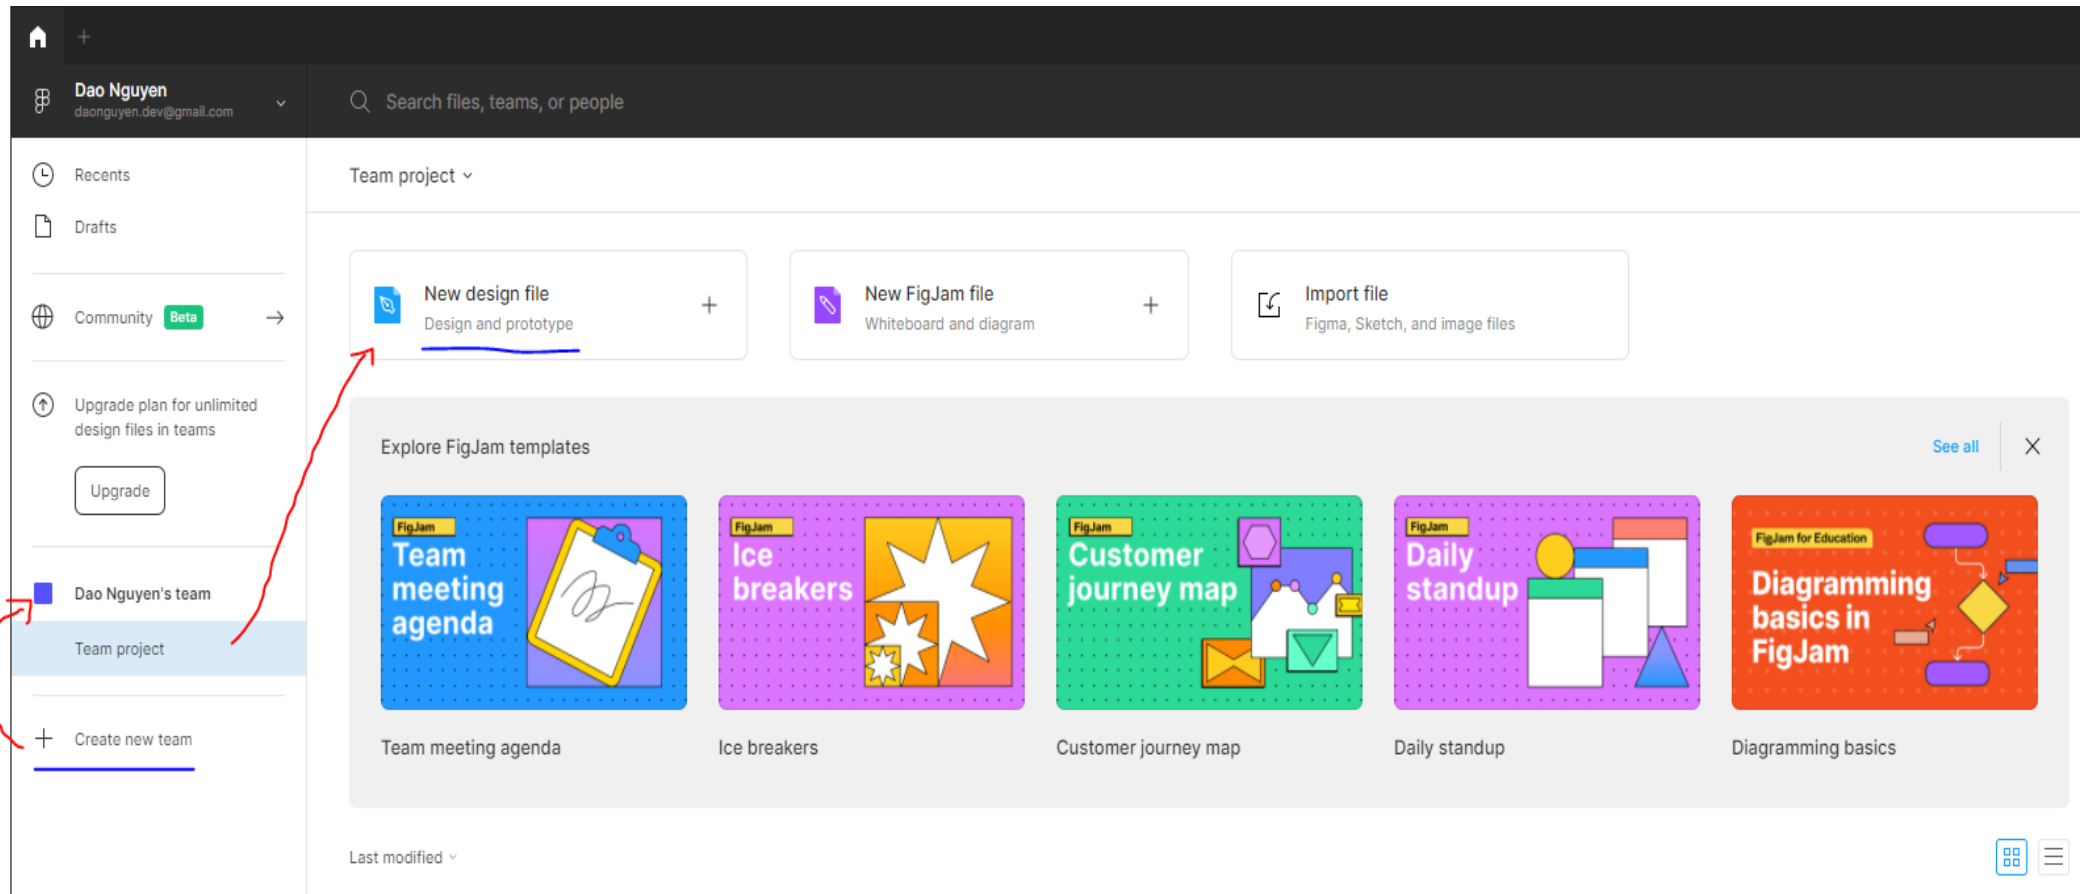 Dao Nguyen
daonguyen.dev@gmail.com
Search files, teams, or people
Recents
Drafts
Community Beta
Upgrade plan for unlimited
design files in teams
Upgrade
Dao Nguyen's team
Team project
Create new team
Team project
New design file
Design and prototype
New FigJam file
Whiteboard and diagram
Import file
Figma, Sketch, and image files
Explore FigJam templates
See all
FigJam
Team
meeting
agenda
Team meeting agenda
FigJam
Ice
breakers
Ice breakers
FigJam
Customer
journey map
Customer journey map
FigJam
Daily
standup
Daily standup
FigJam for Education
Diagramming
basics in
FigJam
Diagramming basics
Last modified